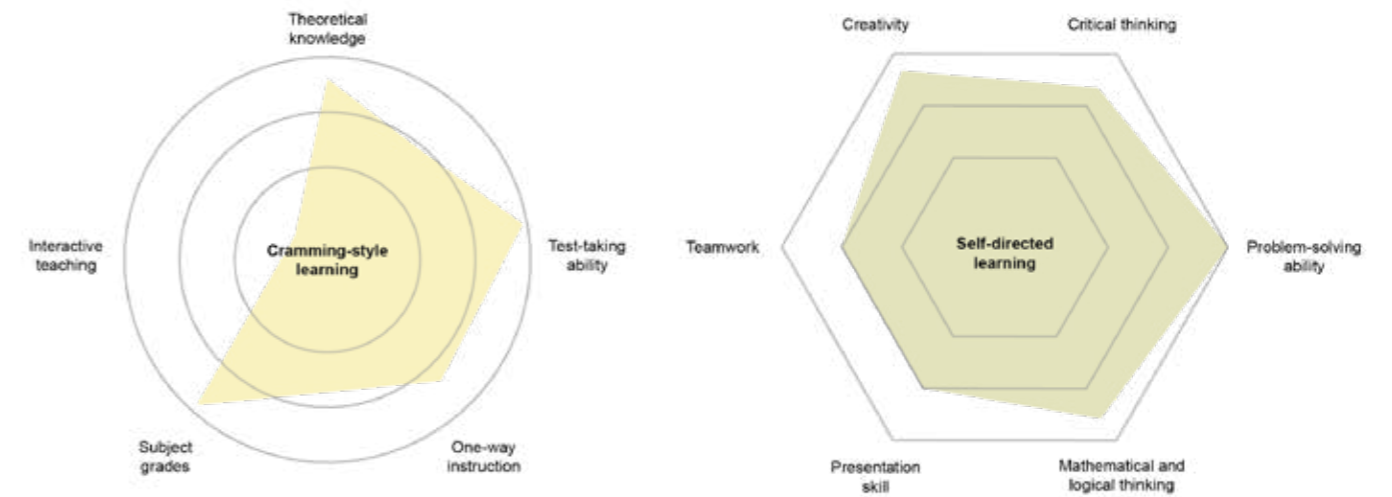 Theoretical
knowledge
Interactive
teaching
Cramming-style
learning
Test-taking
ability
Subject
grades
One-way
instruction
Creativity
Critical thinking
Teamwork
Self-directed
learning
Problem-solving
ability
Presentation
skill
Mathematical and
logical thinking